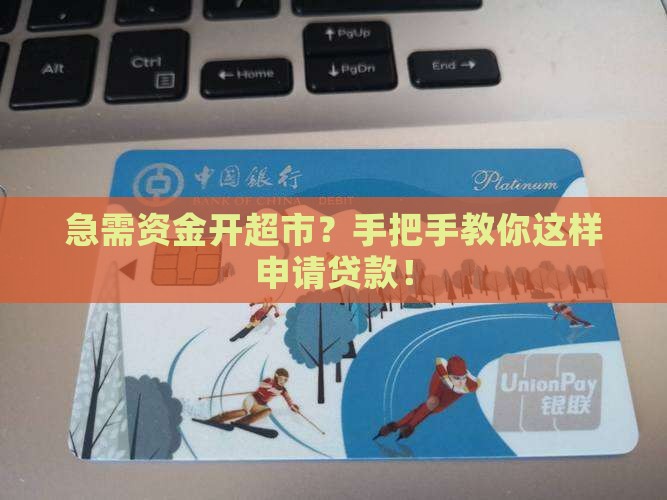 PgUp
Alt
Ctrl
Home
PgDn
End
中国银行
Platinum
BANK OF CHINA DEBIT
急需资金开超市？手把手教你这样
申请贷款！
UnionPay
银联